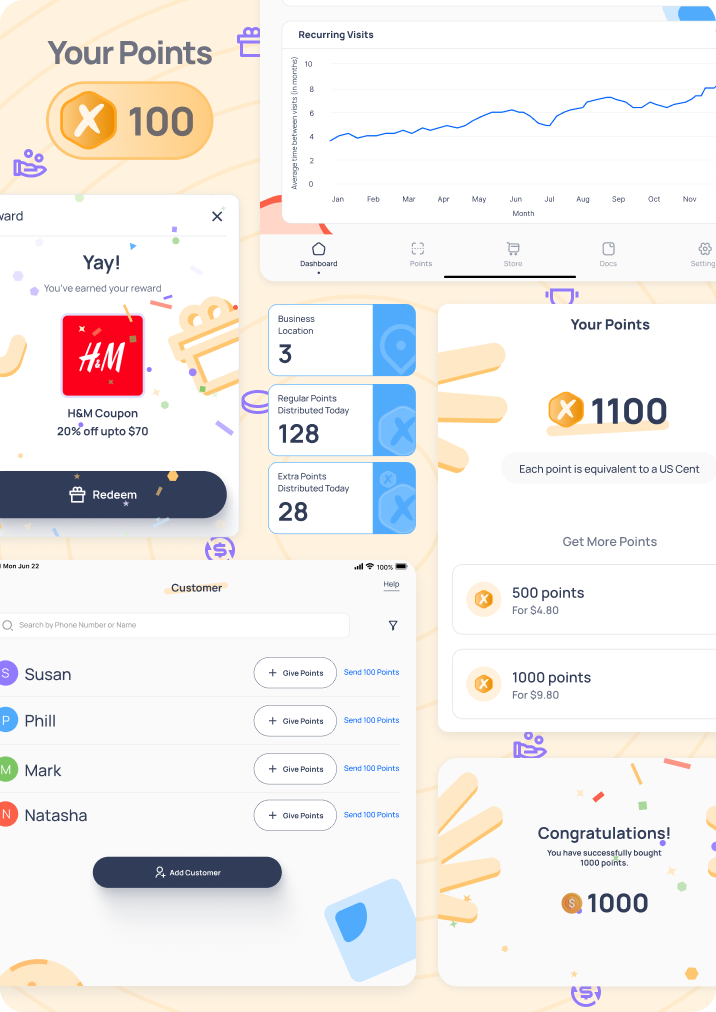 Your Points
100
Recurring Visits
Average time between visits (in months)
10
8
6
4
2
0
Jan Feb Mar Apr May Jun Jul Aug Sep Oct Nov
Month
Dashboard Points Store Docs Setting
ward
Yay!
You've earned your reward
H&M
H&M Coupon
20% off upto $70
Redeem
Business
Location
3
Regular Points
Distributed Today
128
Extra Points
Distributed Today
28
Your Points
1100
Each point is equivalent to a US Cent
Get More Points
500 points
For $4.80
1000 points
For $9.80
Mon Jun 22
100%
Customer
Help
Search by Phone Number or Name
S Susan + Give Points Send 100 Points
P Phill + Give Points Send 100 Points
M Mark + Give Points Send 100 Points
N Natasha + Give Points Send 100 Points
Add Customer
Congratulations!
You have successfully bought
1000 points.
$ 1000